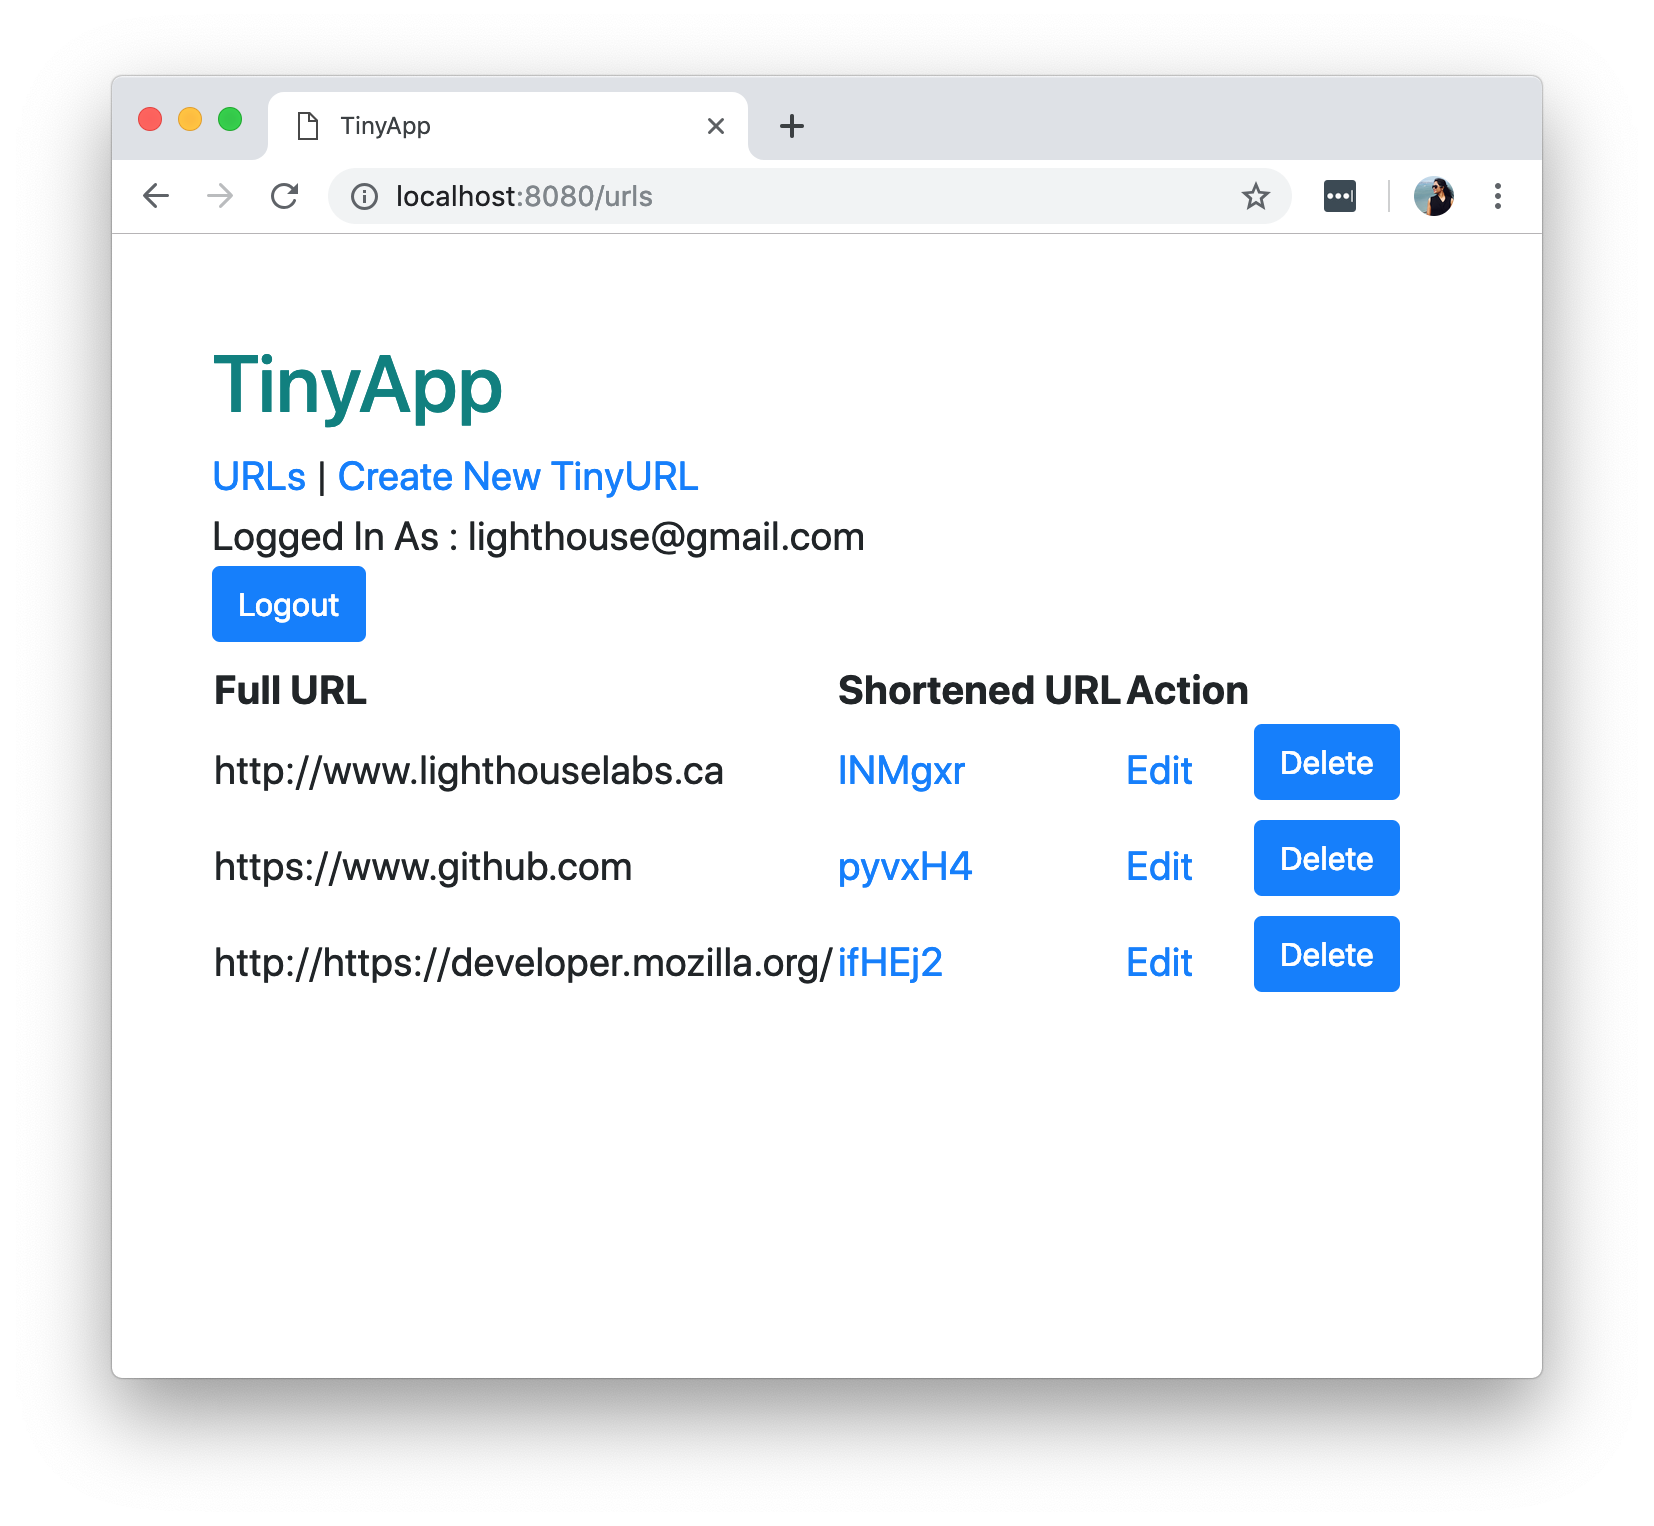 TinyApp
localhost:8080/urls
TinyApp
URLs | Create New TinyURL
Logged In As : lighthouse@gmail.com
Logout
Full URL Shortened URL Action
http://www.lighthouselabs.ca INMgxr Edit Delete
https://www.github.com pyvxH4 Edit Delete
http://https://developer.mozilla.org/ ifHEj2 Edit Delete